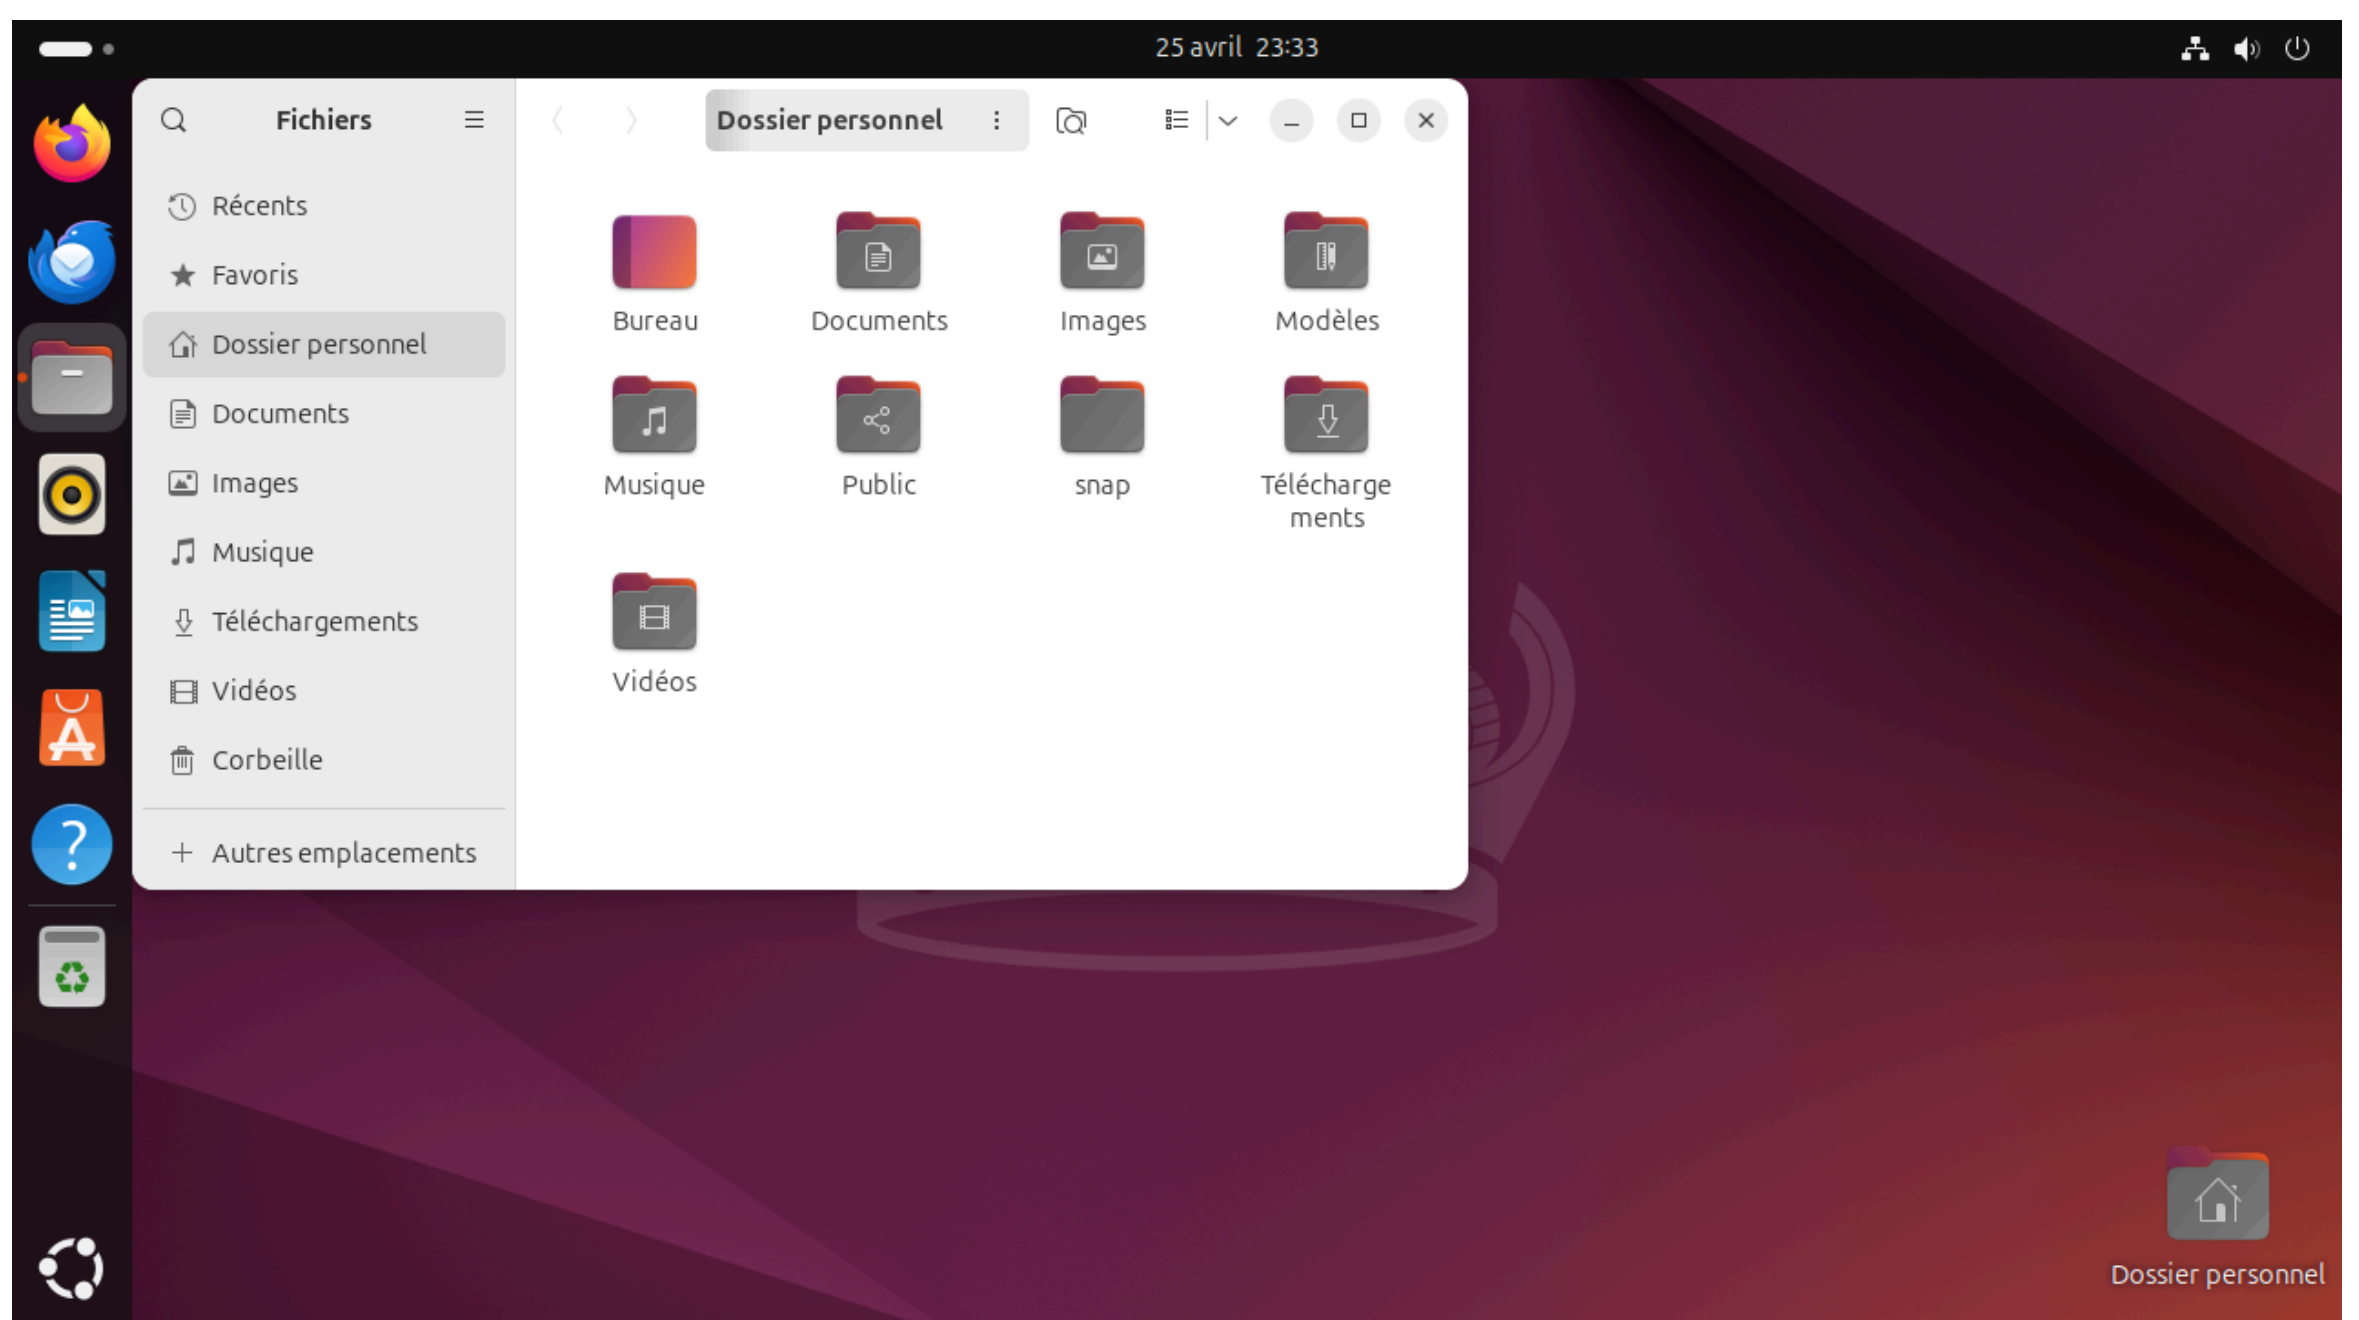 25 avril 23:33
Fichiers
Dossier personnel
Récents
Favoris
Dossier personnel
Documents
Images
Musique
Téléchargements
Vidéos
Corbeille
Autres emplacements
Bureau
Documents
Images
Modèles
Musique
Public
snap
Télécharge
ments
Vidéos
Dossier personnel